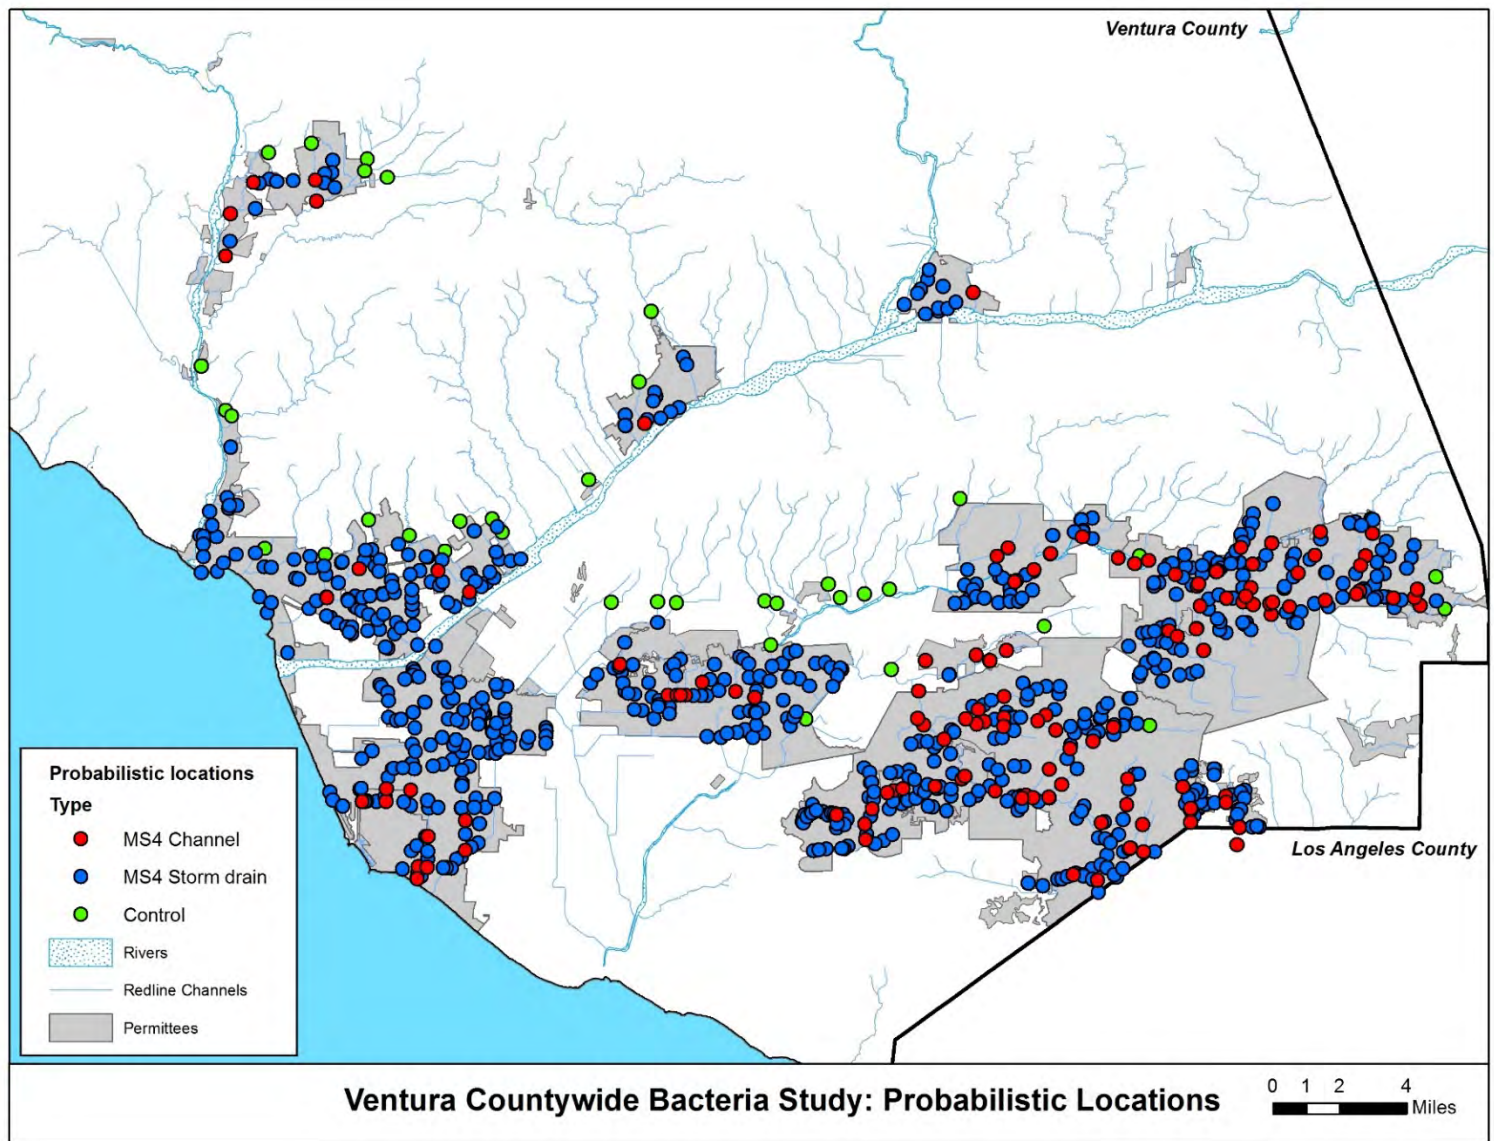 Ventura County
Probabilistic locations
Type
MS4 Channel
MS4 Storm drain
Control
Rivers
Redline Channels
Permittees
Los Angeles County
Ventura Countywide Bacteria Study: Probabilistic Locations
0 1 2 4
Miles